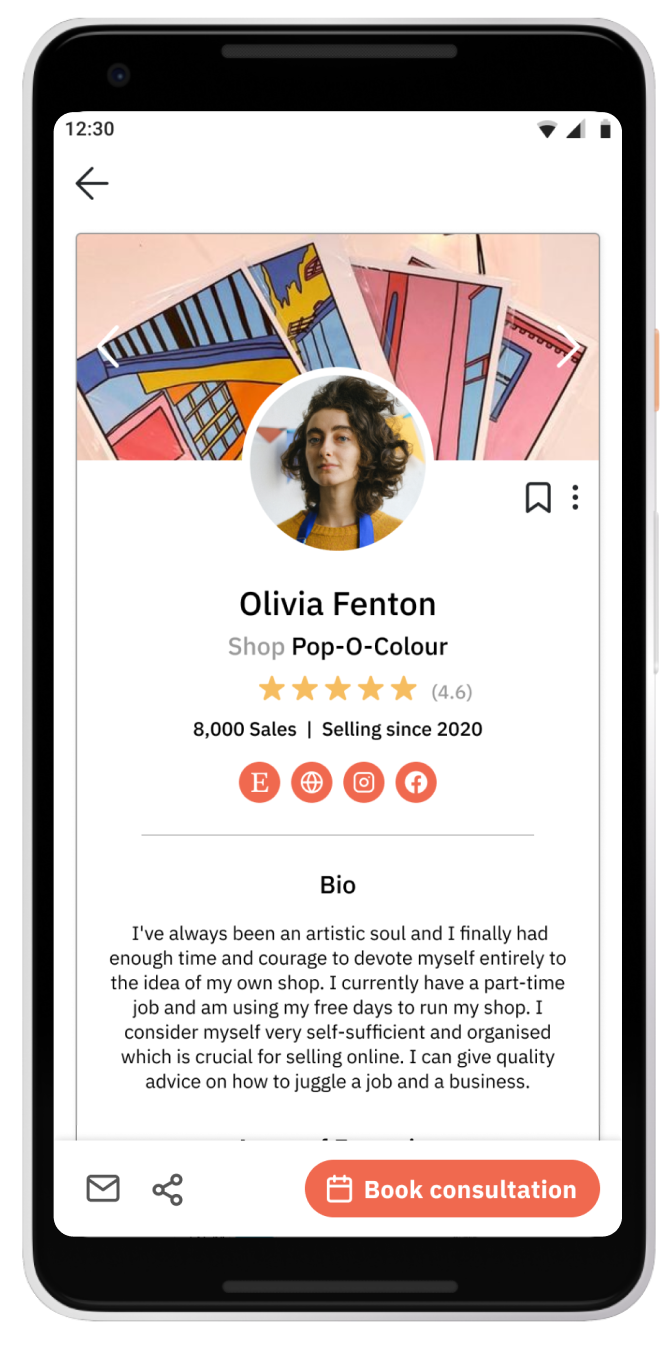 12:30
Olivia Fenton
Shop Pop-O-Colour
(4.6)
8,000 Sales | Selling since 2020
E
Bio
I've always been an artistic soul and I finally had
enough time and courage to devote myself entirely to
the idea of my own shop. I currently have a part-time
job and am using my free days to run my shop. I
consider myself very self-sufficient and organised
which is crucial for selling online. I can give quality
advice on how to juggle a job and a business.
Book consultation